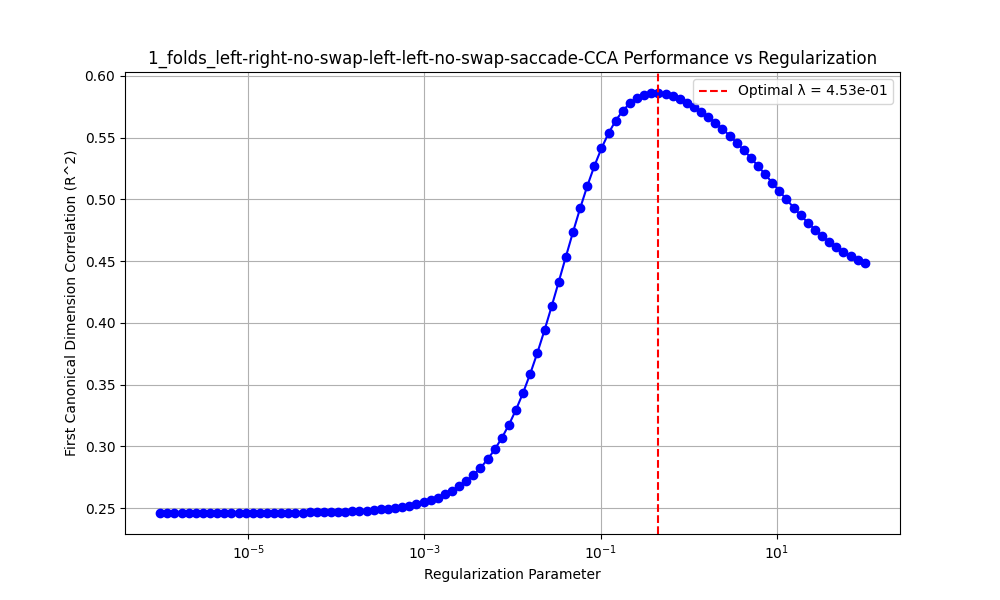 1_folds_left-right-no-swap-left-left-no-swap-saccade-CCA Performance vs Regularization
Optimal λ = 4.53e-01
First Canonical Dimension Correlation (R^2)
0.60
0.55
0.50
0.45
0.40
0.35
0.30
0.25
10⁻⁵ 10⁻³ 10⁻¹ 10¹
Regularization Parameter